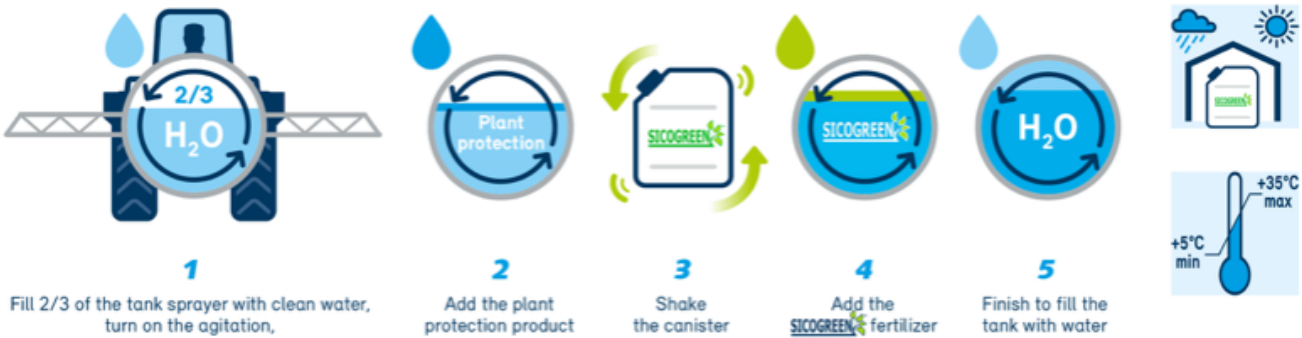 2/3
H₂O
Plant
protection
SICOGREEN
SICOGREEN
H₂O
SICOGREEN
+35°C
max
+5°C
min
1
Fill 2/3 of the tank sprayer with clean water,
turn on the agitation,
2
Add the plant
protection product
3
Shake
the canister
4
Add the
SICOGREEN fertilizer
5
Finish to fill the
tank with water